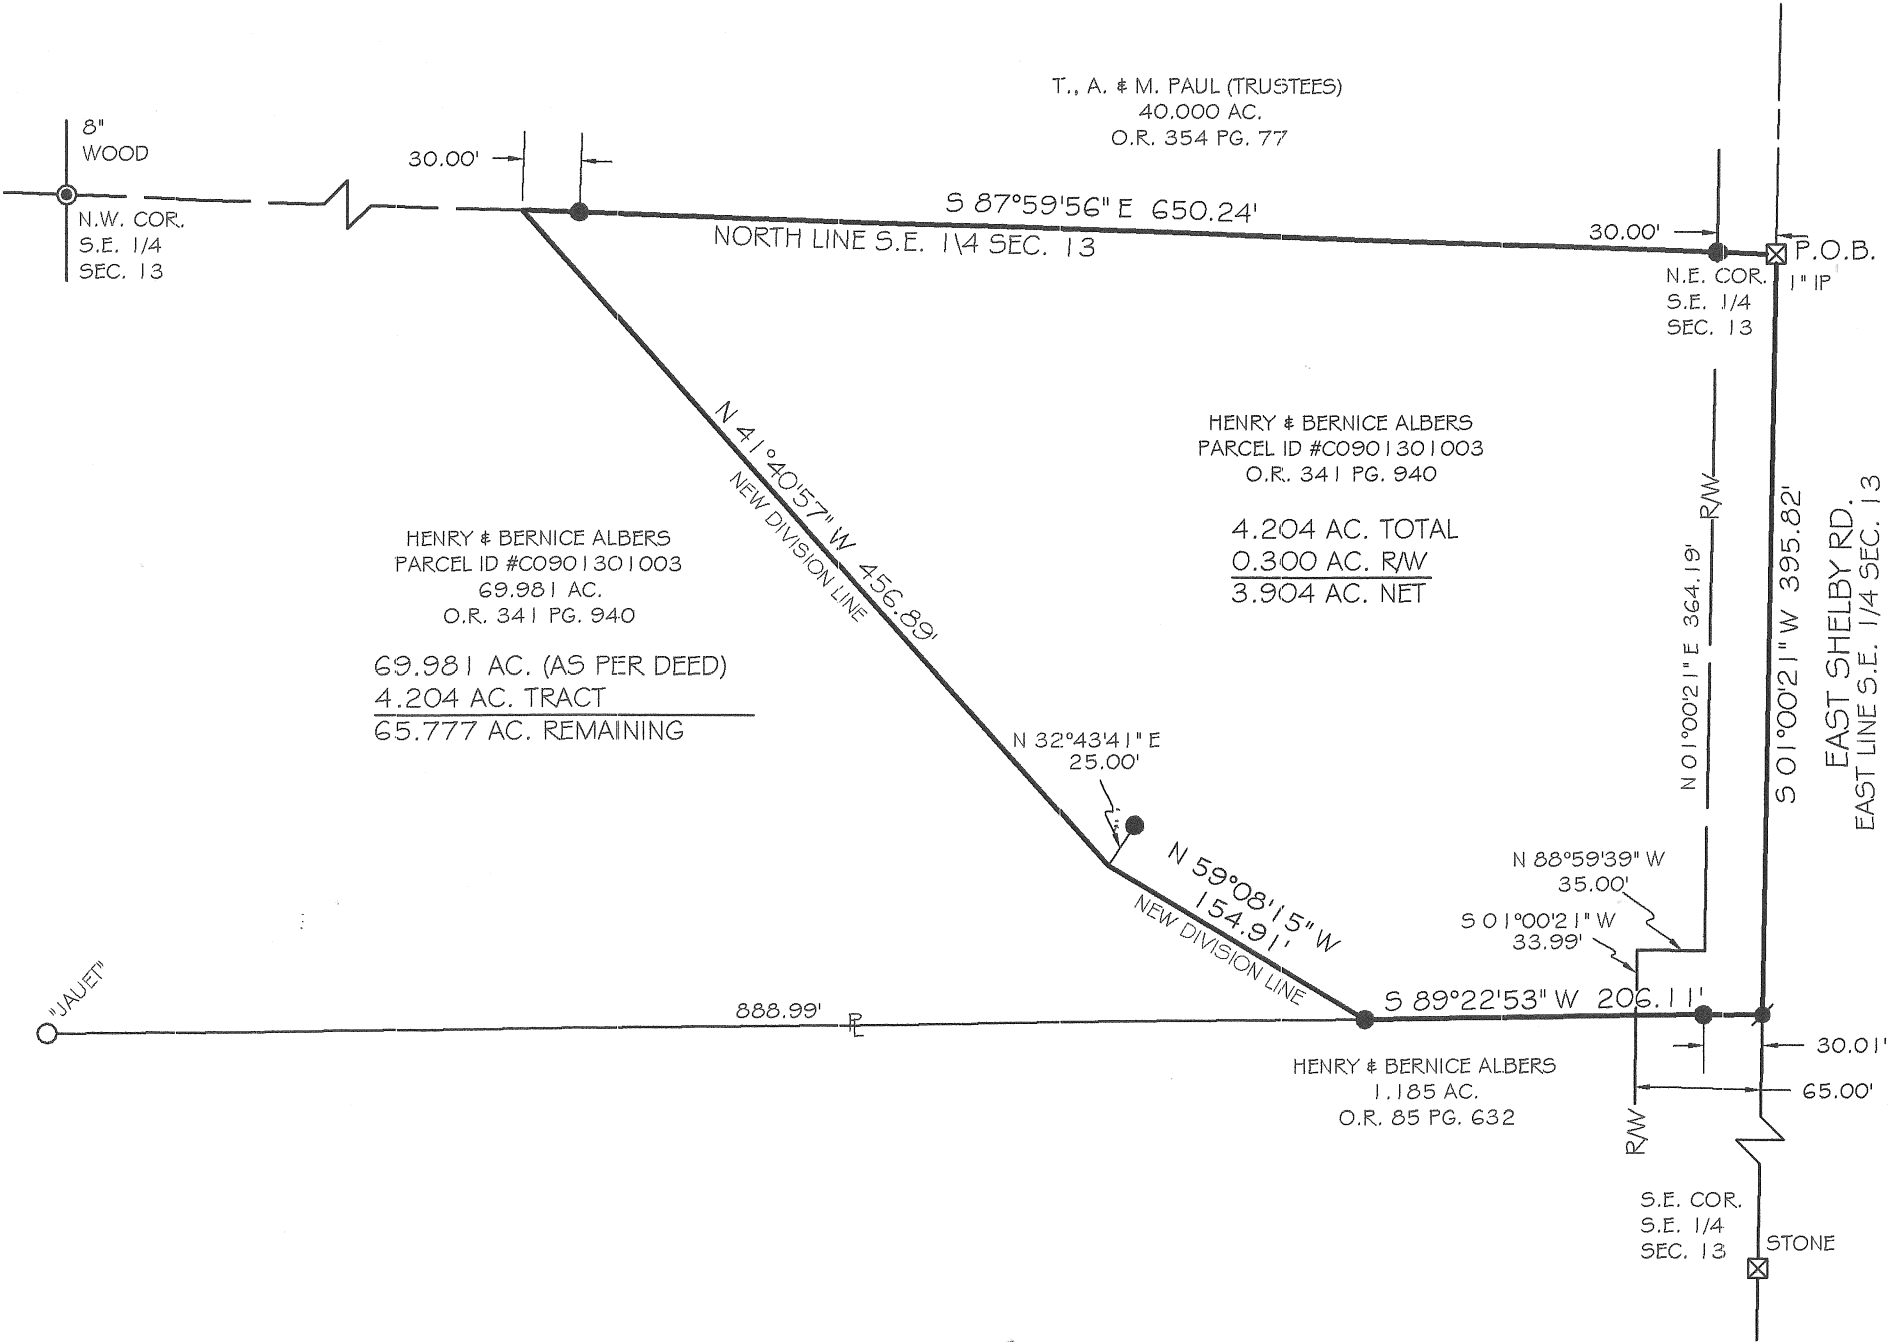 T., A. & M. PAUL (TRUSTEES)
40.000 AC.
O.R. 354 PG. 77
8"
WOOD
30.00'
N.W. COR.
S.E. 1/4
SEC. 13
S 87°59'56" E 650.24'
NORTH LINE S.E. 1\4 SEC. 13
30.00'
P.O.B.
1" IP
N.E. COR.
S.E. 1/4
SEC. 13
N 41°40'57" W 456.89'
NEW DIVISION LINE
HENRY & BERNICE ALBERS
PARCEL ID #C0901301003
O.R. 341 PG. 940
4.204 AC. TOTAL
0.300 AC. R/W
3.904 AC. NET
R/W
N 01°00'21" E 364.19'
S 01°00'21" W 395.82'
EAST SHELBY RD.
EAST LINE S.E. 1/4 SEC. 13
HENRY & BERNICE ALBERS
PARCEL ID #C0901301003
69.981 AC.
O.R. 341 PG. 940
69.981 AC. (AS PER DEED)
4.204 AC. TRACT
65.777 AC. REMAINING
N 32°43'41" E
25.00'
N 59°08'15" W
154.91'
NEW DIVISION LINE
N 88°59'39" W
35.00'
S 01°00'21" W
33.99'
"JAUET"
888.99'
PL
S 89°22'53" W 206.11'
30.01'
65.00'
HENRY & BERNICE ALBERS
1.185 AC.
O.R. 85 PG. 632
R/W
S.E. COR.
S.E. 1/4
SEC. 13
STONE